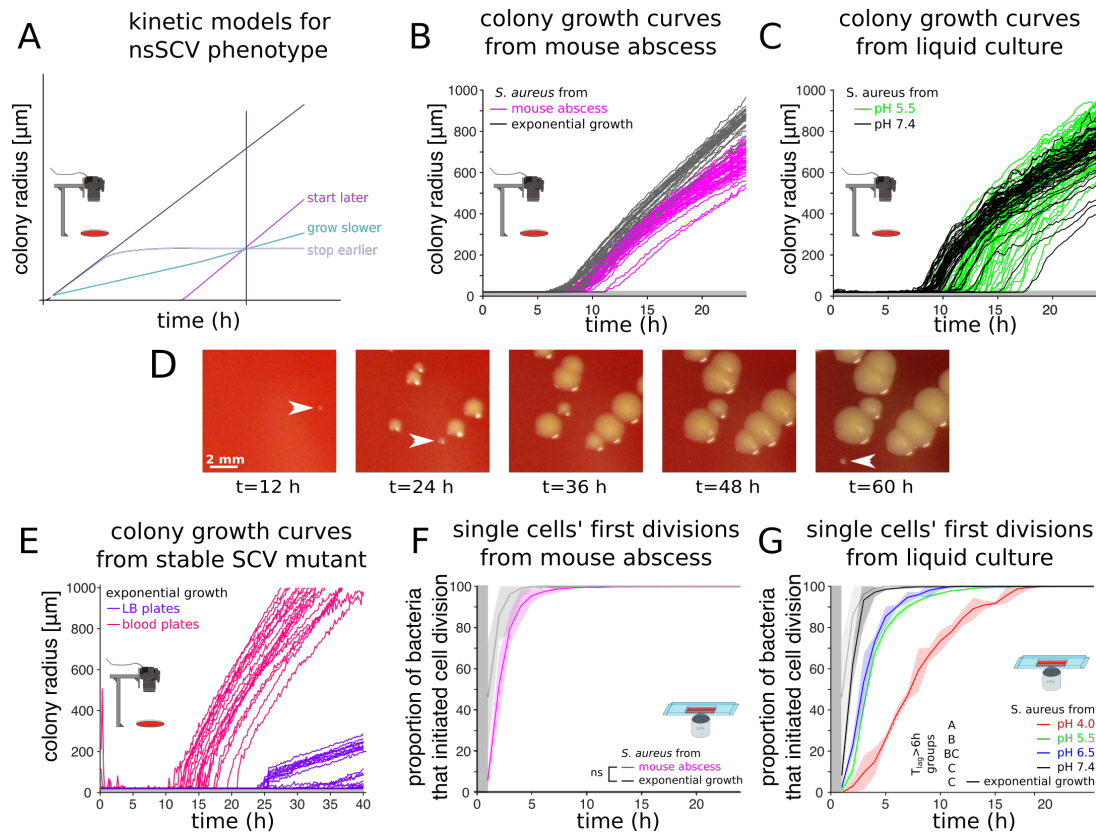 A
kinetic models for
nsSCV phenotype
colony radius [µm]
start later
grow slower
stop earlier
time (h)
B
colony growth curves
from mouse abscess
colony radius [µm]
1000
800
600
400
200
0
S. aureus from
mouse abscess
exponential growth
0 5 10 15 20
time (h)
C
colony growth curves
from liquid culture
colony radius [µm]
1000
800
600
400
200
0
S. aureus from
pH 5.5
pH 7.4
0 5 10 15 20
time (h)
D
2 mm
t=12 h
t=24 h
t=36 h
t=48 h
t=60 h
E
colony growth curves
from stable SCV mutant
colony radius [µm]
1000
800
600
400
200
0
exponential growth
LB plates
blood plates
0 5 10 15 20 25 30 35 40
time (h)
F
single cells' first divisions
from mouse abscess
proportion of bacteria
that initiated cell division
100
80
60
40
20
0
S. aureus from
ns
mouse abscess
exponential growth
0 5 10 15 20
time (h)
G
single cells' first divisions
from liquid culture
proportion of bacteria
that initiated cell division
100
80
60
40
20
0
Tlag>6h
groups
S. aureus from
A pH 4.0
B pH 5.5
BC pH 6.5
C pH 7.4
C exponential growth
0 5 10 15 20
time (h)